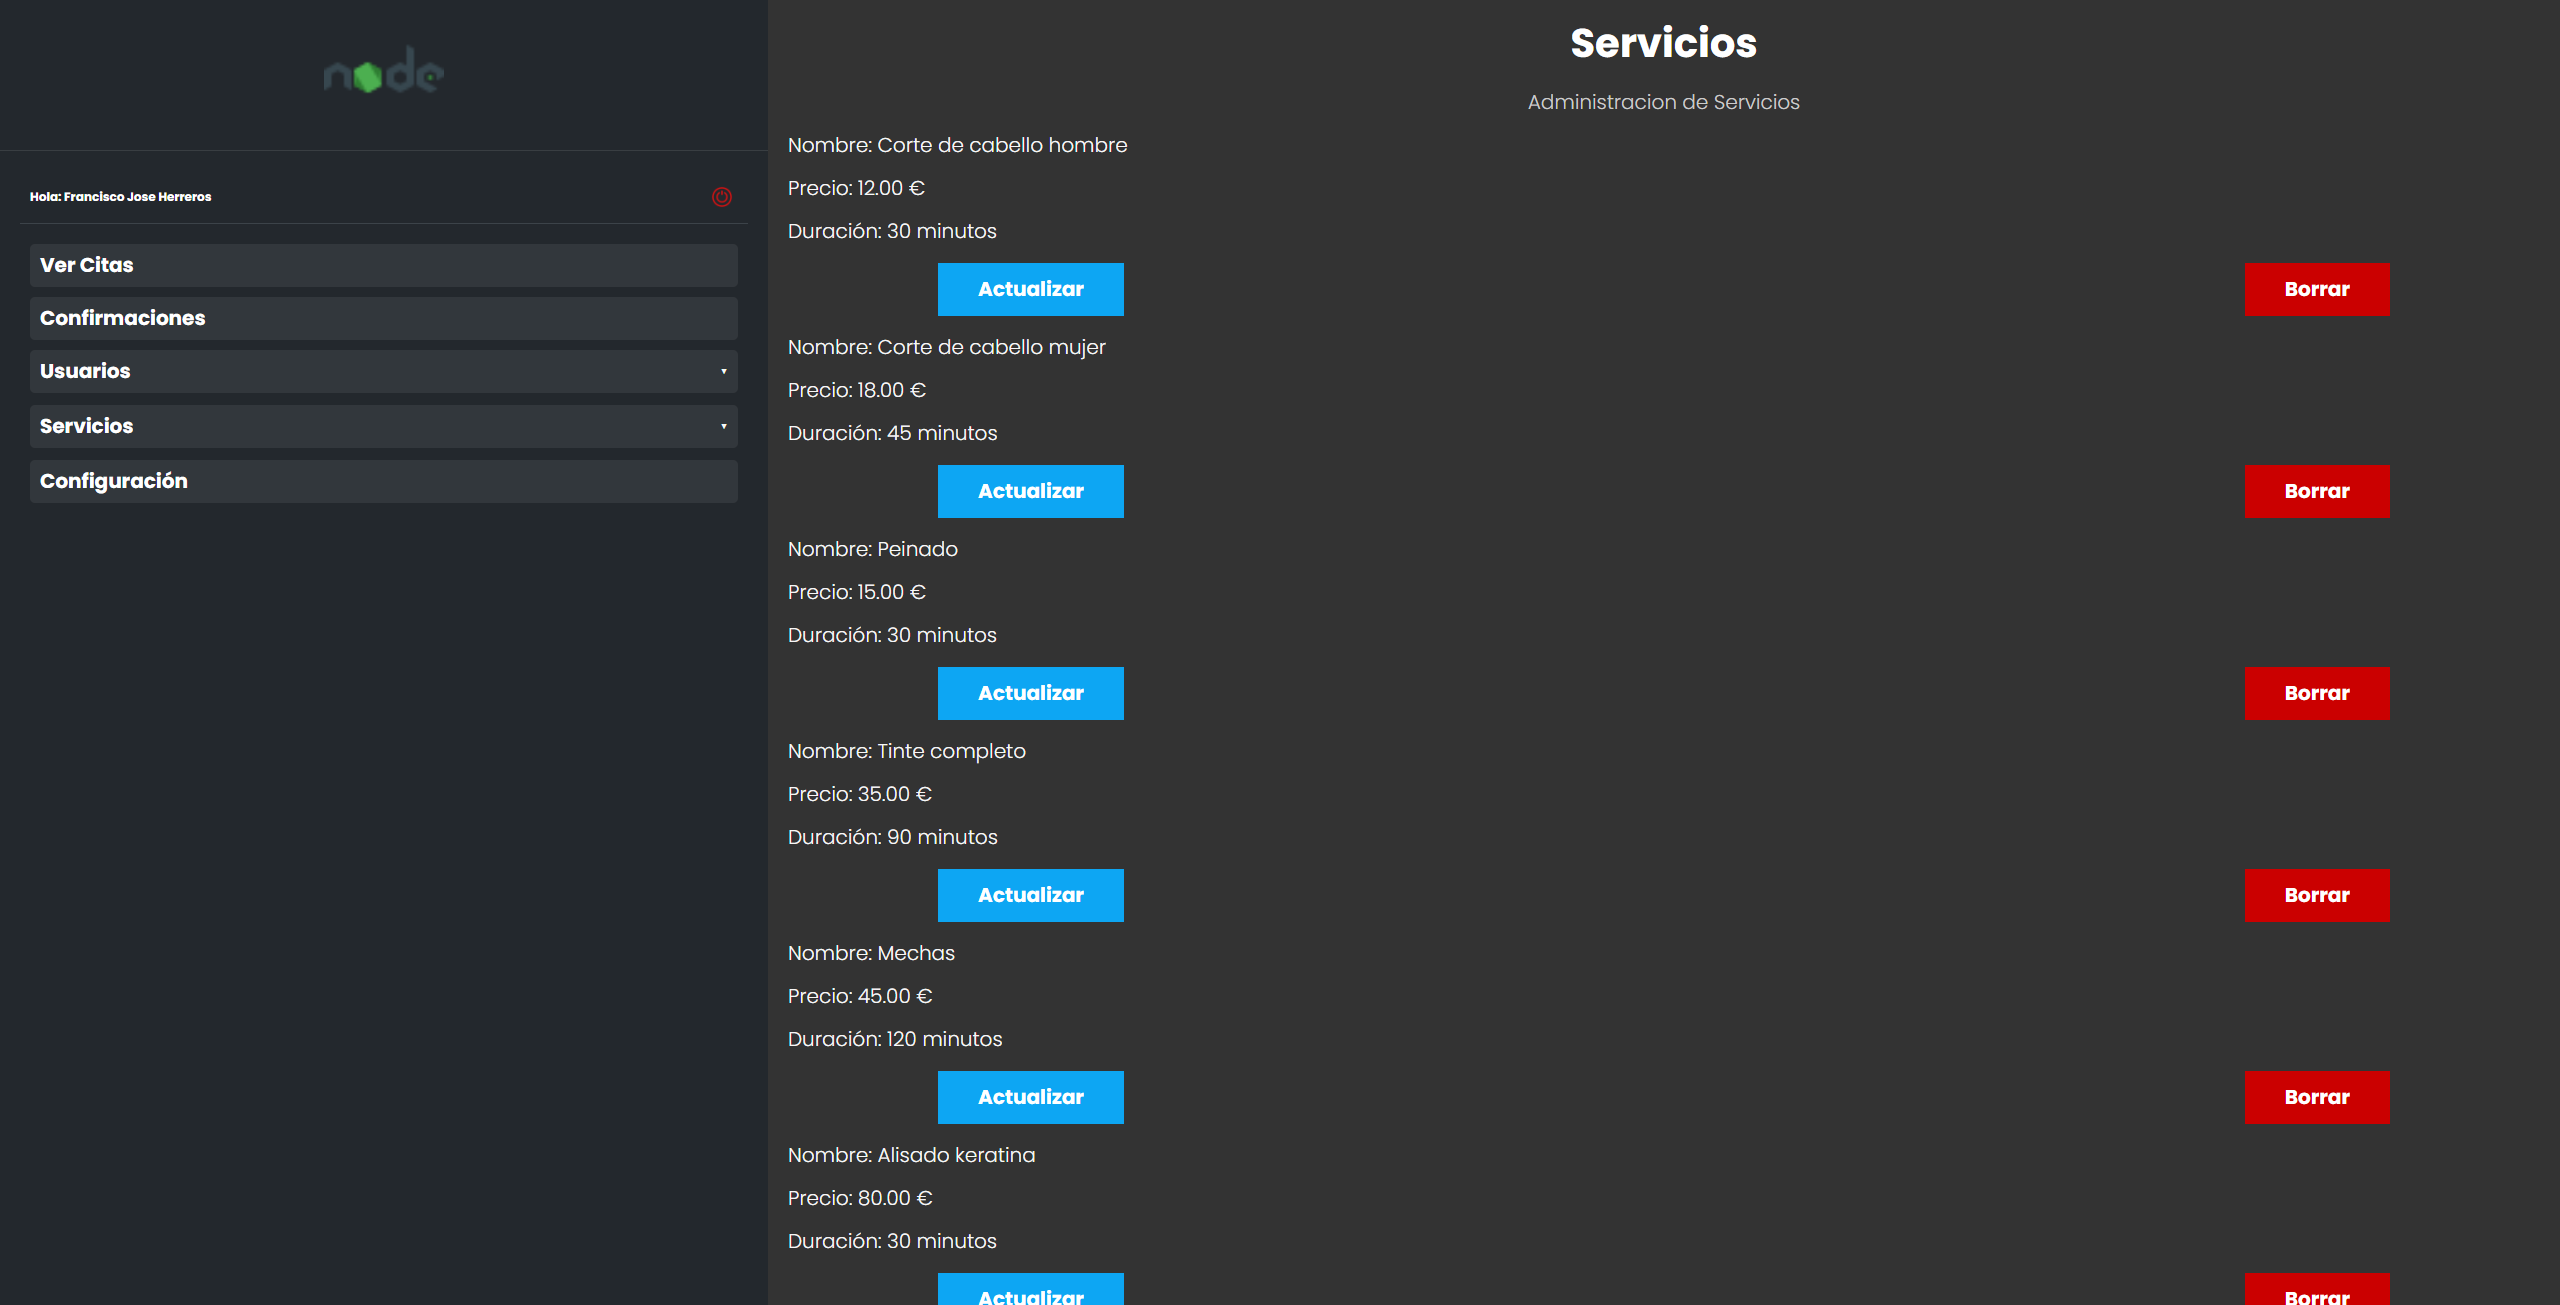 node
Hola: Francisco Jose Herreros
Ver Citas
Confirmaciones
Usuarios
Servicios
Configuración
Servicios
Administracion de Servicios
Nombre: Corte de cabello hombre
Precio: 12.00 €
Duración: 30 minutos
Actualizar
Borrar
Nombre: Corte de cabello mujer
Precio: 18.00 €
Duración: 45 minutos
Actualizar
Borrar
Nombre: Peinado
Precio: 15.00 €
Duración: 30 minutos
Actualizar
Borrar
Nombre: Tinte completo
Precio: 35.00 €
Duración: 90 minutos
Actualizar
Borrar
Nombre: Mechas
Precio: 45.00 €
Duración: 120 minutos
Actualizar
Borrar
Nombre: Alisado keratina
Precio: 80.00 €
Duración: 30 minutos
Actualizar
Borrar